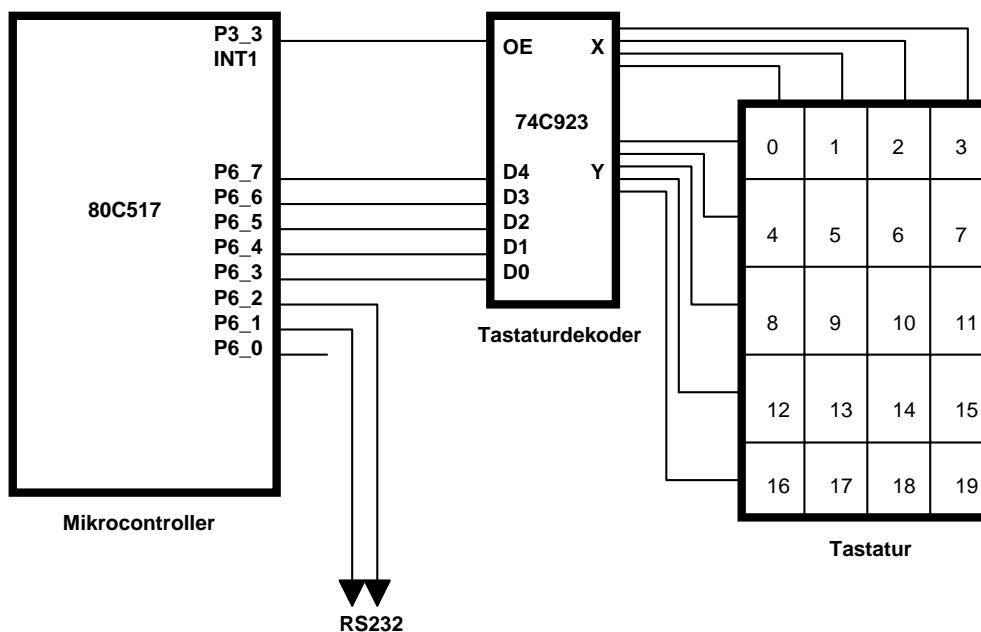 P3_3
INT1
80C517
P6_7
P6_6
P6_5
P6_4
P6_3
P6_2
P6_1
P6_0
Mikrocontroller
RS232
OE X
74C923
D4 Y
D3
D2
D1
D0
Tastaturdekoder
0 1 2 3
4 5 6 7
8 9 10 11
12 13 14 15
16 17 18 19
Tastatur